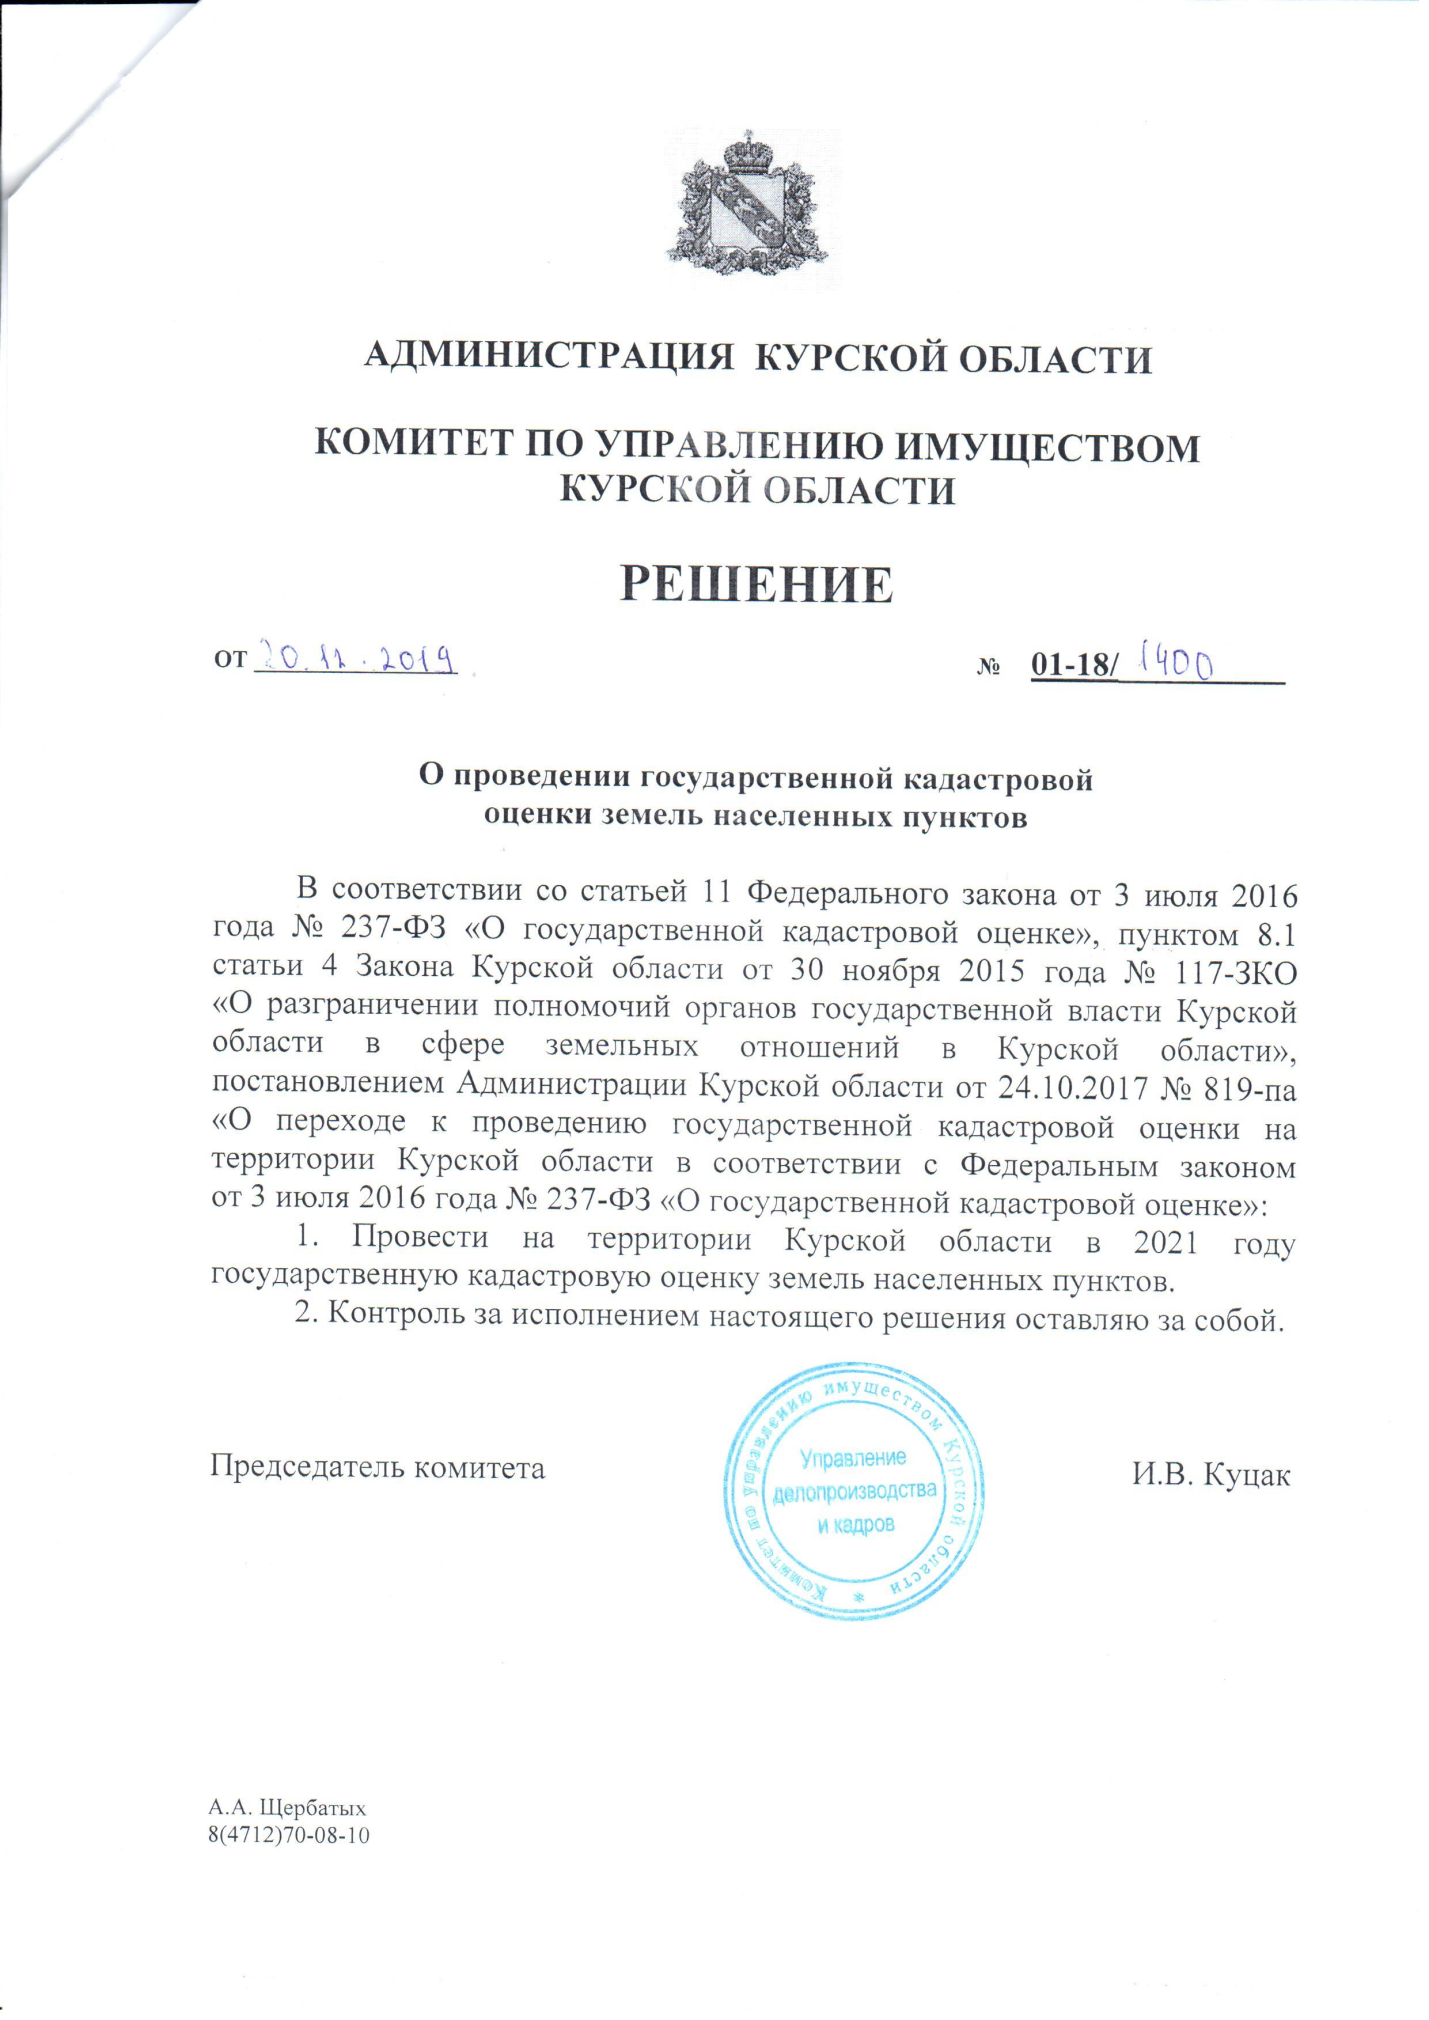 АДМИНИСТРАЦИЯ КУРСКОЙ ОБЛАСТИ
КОМИТЕТ ПО УПРАВЛЕНИЮ ИМУЩЕСТВОМ
КУРСКОЙ ОБЛАСТИ
РЕШЕНИЕ
от 20.12.2019 № 01-18/1400
О проведении государственной кадастровой
оценки земель населенных пунктов
В соответствии со статьей 11 Федерального закона от 3 июля 2016
года № 237-ФЗ «О государственной кадастровой оценке», пунктом 8.1
статьи 4 Закона Курской области от 30 ноября 2015 года № 117-ЗКО
«О разграничении полномочий органов государственной власти Курской
области в сфере земельных отношений в Курской области»,
постановлением Администрации Курской области от 24.10.2017 № 819-па
«О переходе к проведению государственной кадастровой оценки на
территории Курской области в соответствии с Федеральным законом
от 3 июля 2016 года № 237-ФЗ «О государственной кадастровой оценке»:
1. Провести на территории Курской области в 2021 году
государственную кадастровую оценку земель населенных пунктов.
2. Контроль за исполнением настоящего решения оставляю за собой.
Председатель комитета И.В. Куцак
Комитет по управлению имуществом Курской области *
Управление
делопроизводства
и кадров
А.А. Щербатых
8(4712)70-08-10